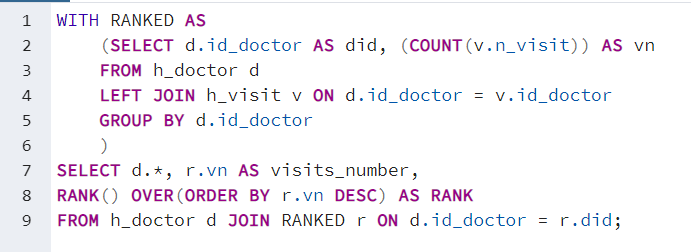 1 WITH RANKED AS
2 (SELECT d.id_doctor AS did, (COUNT(v.n_visit)) AS vn
3 FROM h_doctor d
4 LEFT JOIN h_visit v ON d.id_doctor = v.id_doctor
5 GROUP BY d.id_doctor
6 )
7 SELECT d.*, r.vn AS visits_number,
8 RANK() OVER(ORDER BY r.vn DESC) AS RANK
9 FROM h_doctor d JOIN RANKED r ON d.id_doctor = r.did;